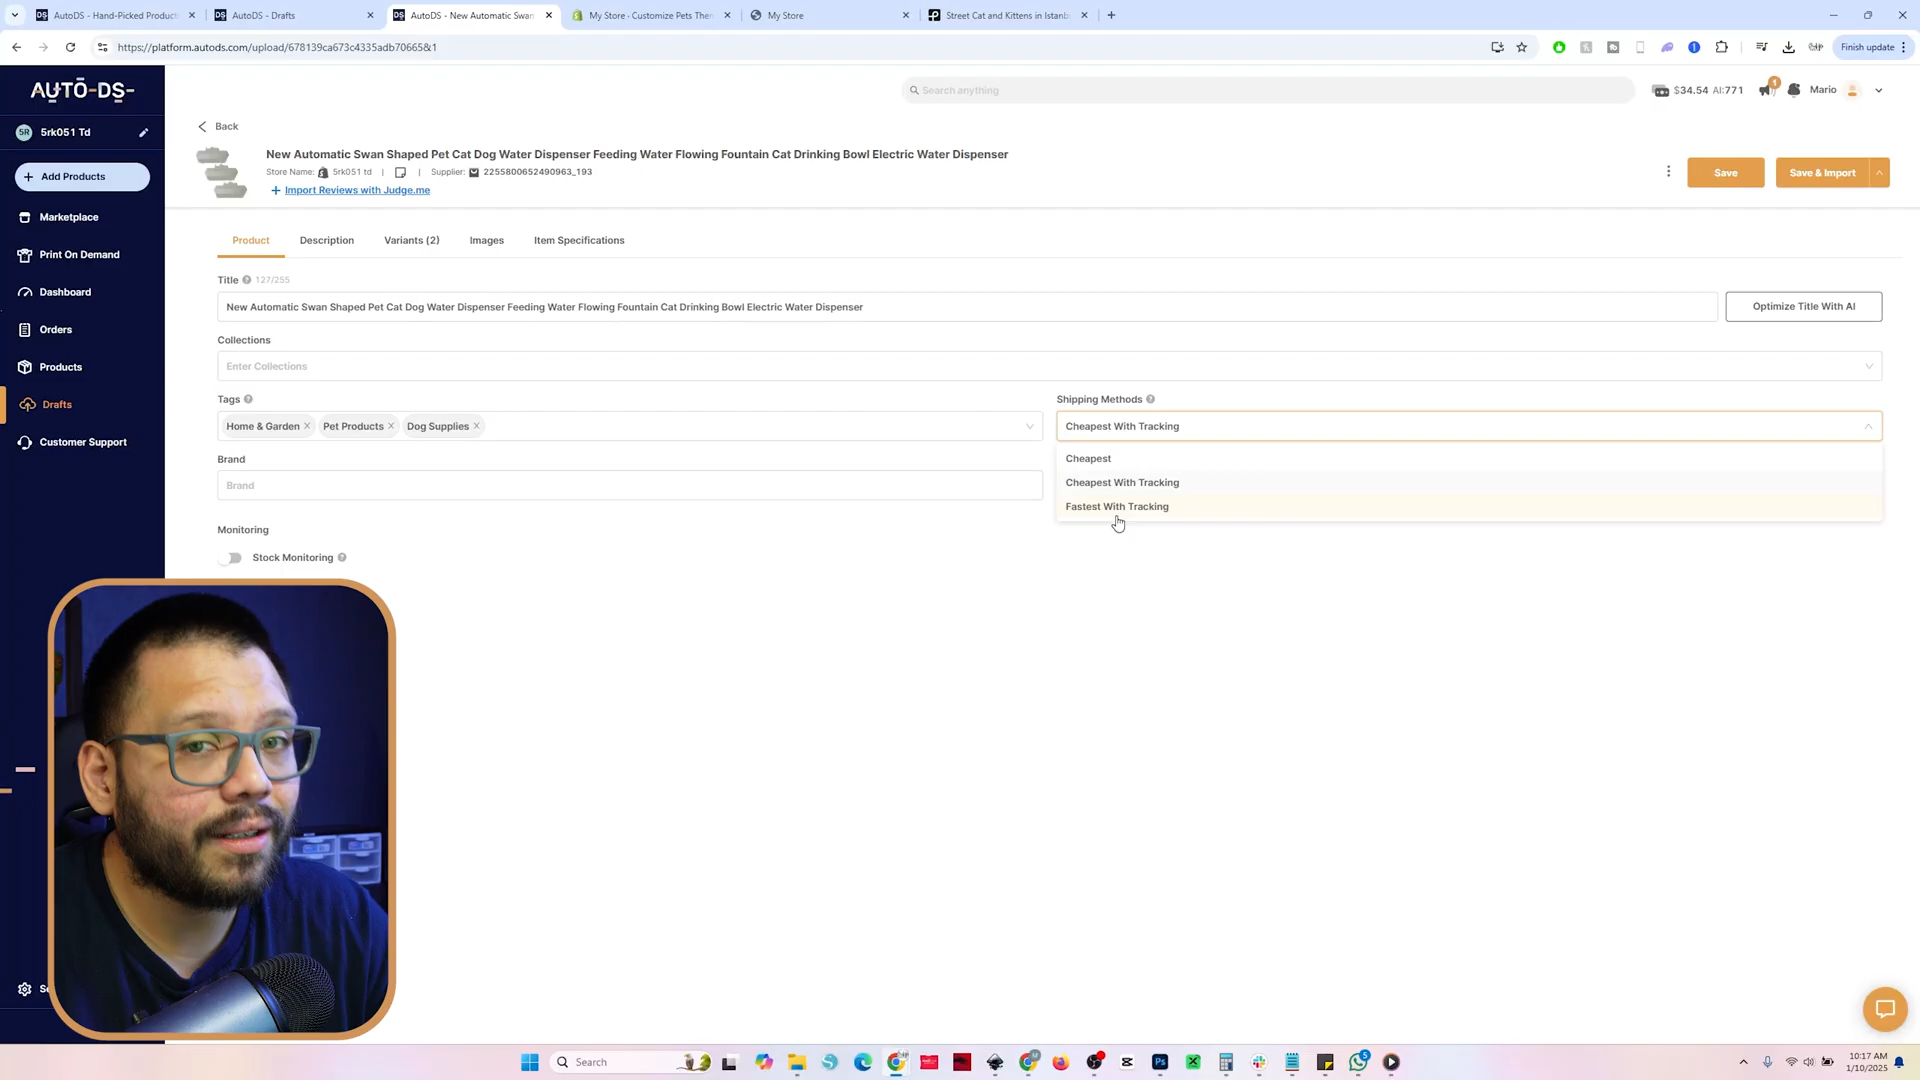 AutoDS - Hand-Picked Product
AutoDS - Drafts
AutoDS - New Automatic Swan
My Store · Customize Pets Them
My Store
Street Cat and Kittens in Istanb
https://platform.autods.com/upload/678139ca673c4335adb70665&1
Finish update
AUTO-DS-
Search anything
$34.54 AI:771
1
Mario
5R 5rk051 Td
Back
Add Products
New Automatic Swan Shaped Pet Cat Dog Water Dispenser Feeding Water Flowing Fountain Cat Drinking Bowl Electric Water Dispenser
Store Name: 5rk051 td | | Supplier: 2255800652490963_193
Import Reviews with Judge.me
Save
Save & Import
Marketplace
Print On Demand
Dashboard
Orders
Products
Drafts
Customer Support
Product
Description
Variants (2)
Images
Item Specifications
Title 127/255
New Automatic Swan Shaped Pet Cat Dog Water Dispenser Feeding Water Flowing Fountain Cat Drinking Bowl Electric Water Dispenser
Optimize Title With AI
Collections
Enter Collections
Tags
Home & Garden × Pet Products × Dog Supplies ×
Shipping Methods
Cheapest With Tracking
Cheapest
Cheapest With Tracking
Fastest With Tracking
Brand
Brand
Monitoring
Stock Monitoring
Search
5
10:17 AM
1/10/2025